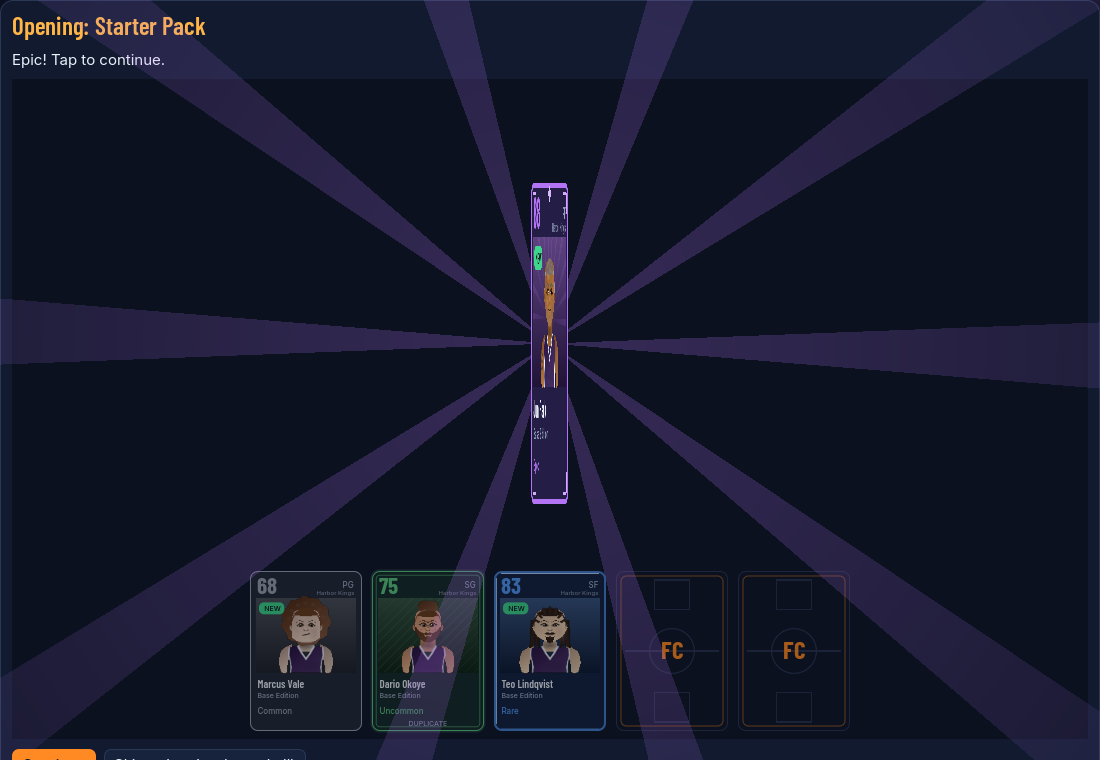 Opening: Starter Pack
Epic! Tap to continue.
68
PG
Harbor Kings
NEW
Marcus Vale
Base Edition
Common
75
SG
Harbor Kings
Dario Okoye
Base Edition
Uncommon
DUPLICATE
83
SF
Harbor Kings
NEW
Teo Lindqvist
Base Edition
Rare
FC
FC